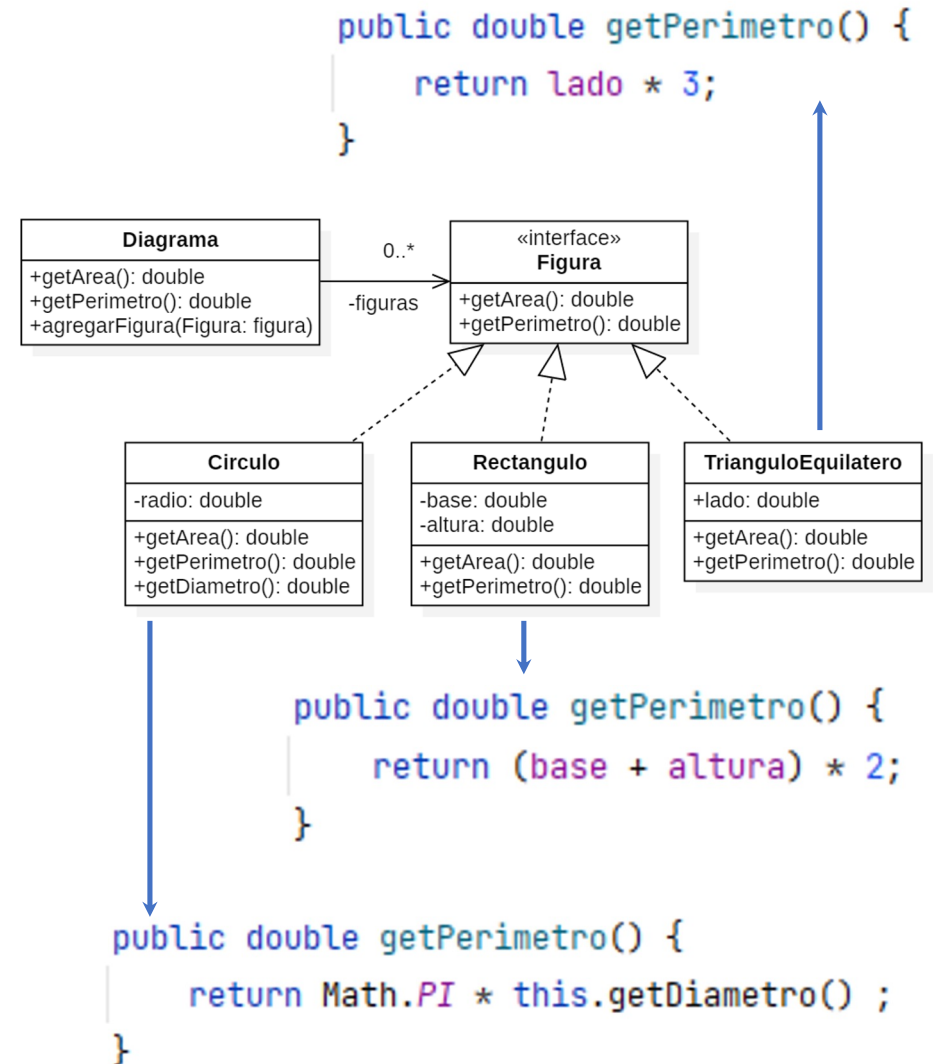 public double getPerimetro() {
return lado * 3;
}
Diagrama
+getArea(): double
+getPerimetro(): double
+agregarFigura(Figura: figura)
0..*
-figuras
«interface»
Figura
+getArea(): double
+getPerimetro(): double
Circulo
-radio: double
+getArea(): double
+getPerimetro(): double
+getDiametro(): double
Rectangulo
-base: double
-altura: double
+getArea(): double
+getPerimetro(): double
TrianguloEquilatero
+lado: double
+getArea(): double
+getPerimetro(): double
public double getPerimetro() {
return (base + altura) * 2;
}
public double getPerimetro() {
return Math.PI * this.getDiametro() ;
}